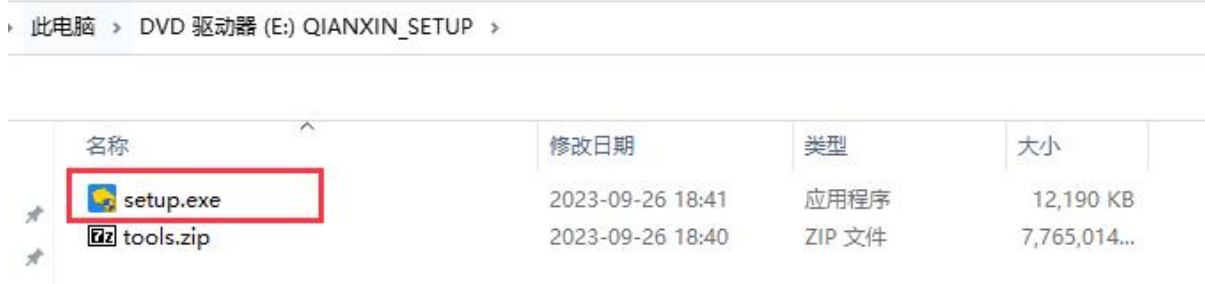 此电脑 > DVD 驱动器 (E:) QIANXIN_SETUP >
名称 修改日期 类型 大小
setup.exe 2023-09-26 18:41 应用程序 12,190 KB
7z tools.zip 2023-09-26 18:40 ZIP 文件 7,765,014...